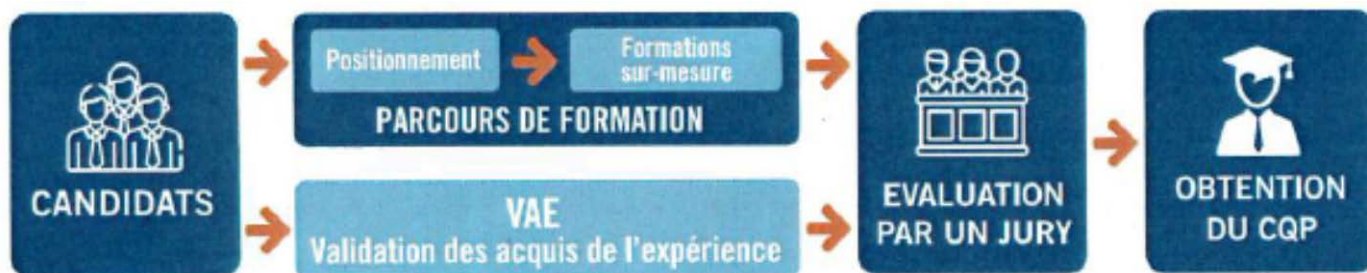 CANDIDATS
Positionnement
Formations
sur-mesure
PARCOURS DE FORMATION
VAE
Validation des acquis de l'expérience
EVALUATION
PAR UN JURY
OBTENTION
DU CQP